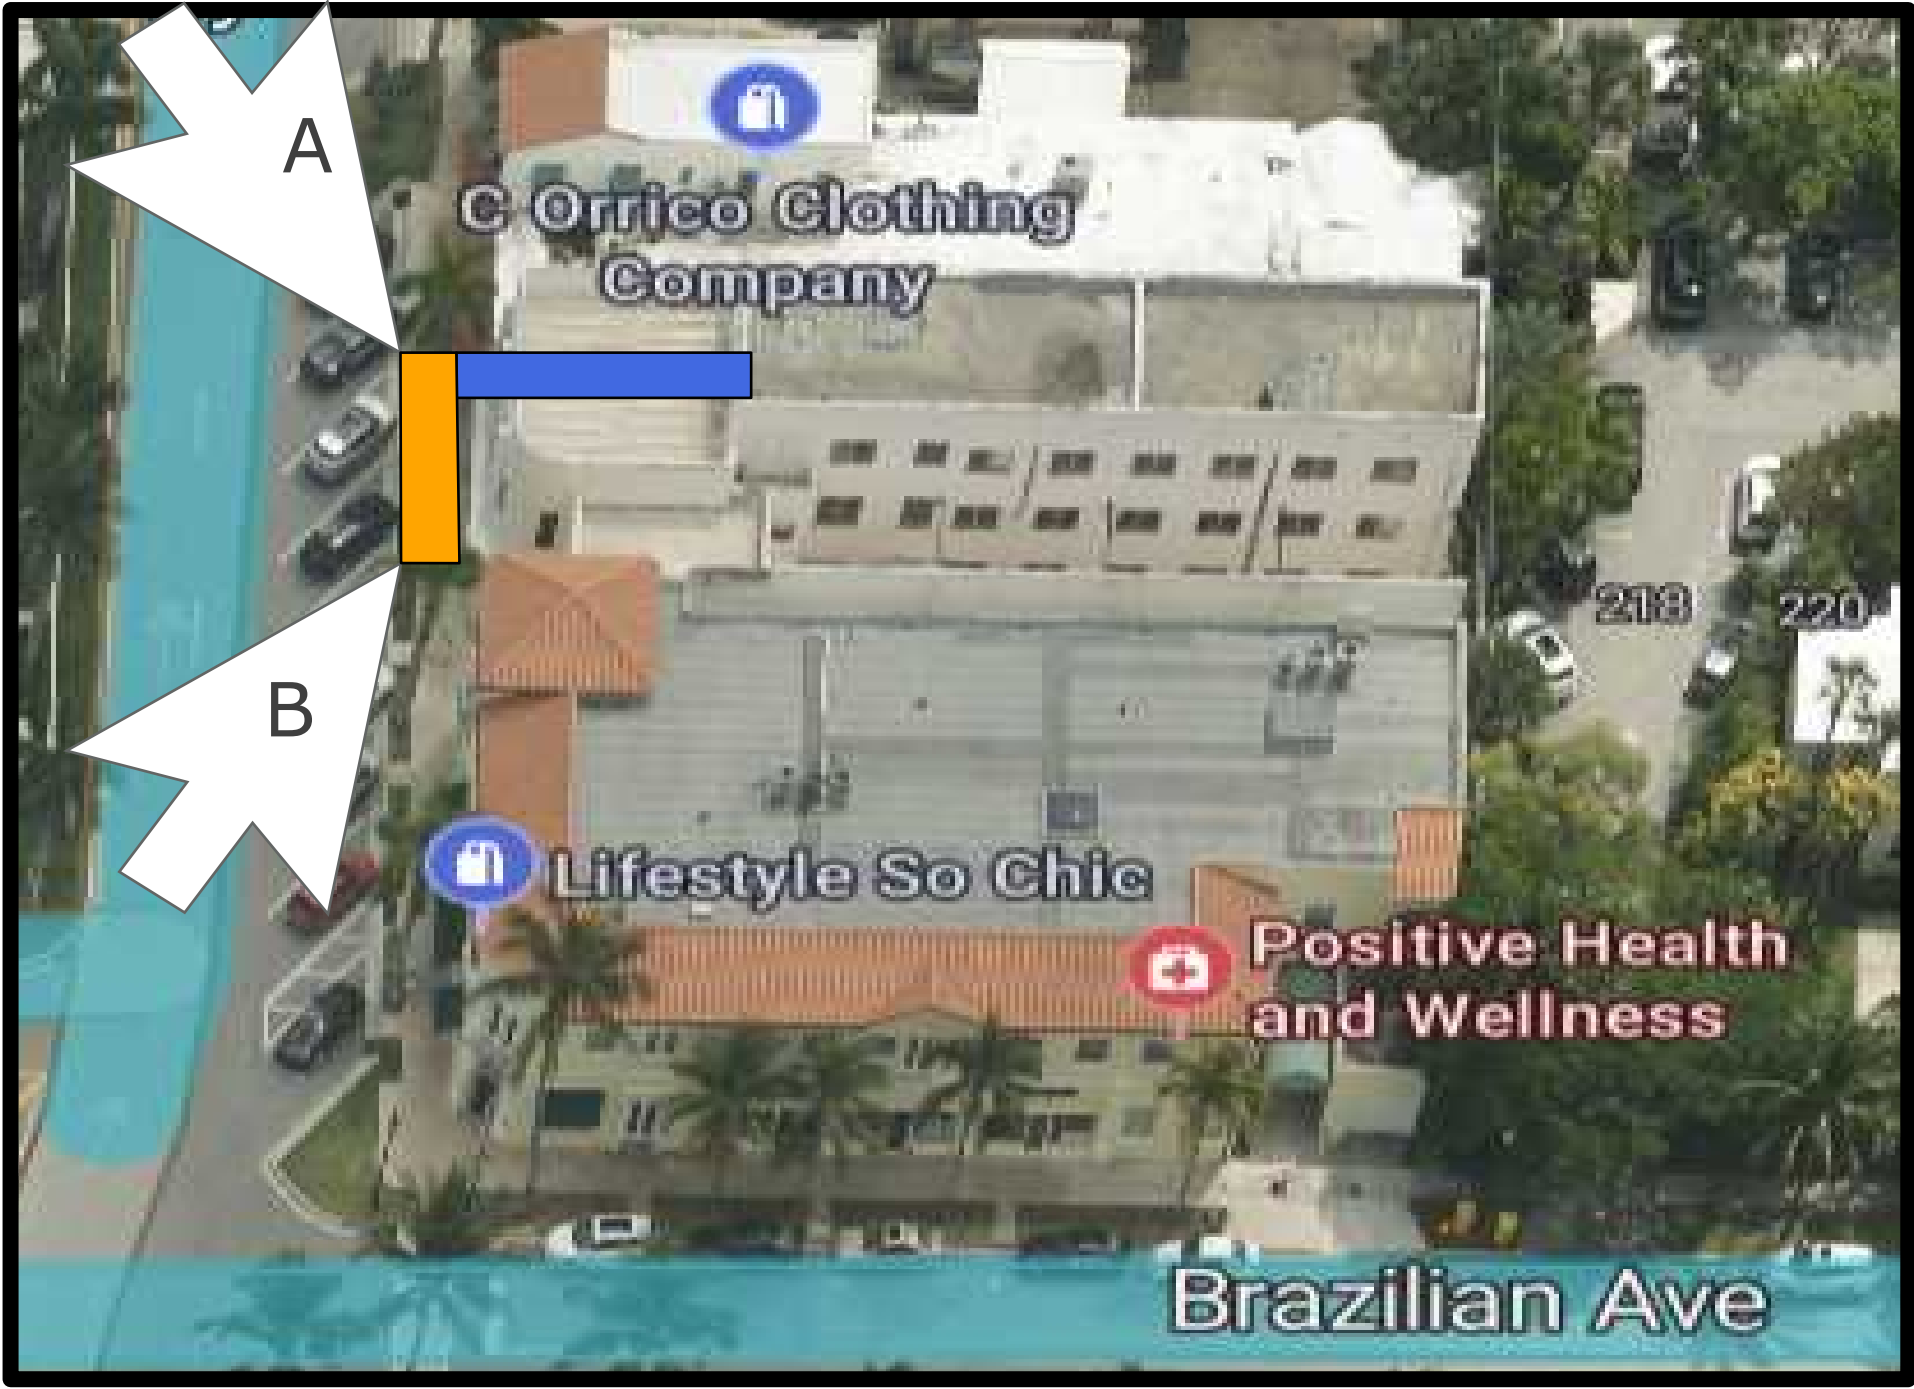 A
C Orrico Clothing
Company
218
220
B
Lifestyle So Chic
Positive Health
and Wellness
Brazilian Ave